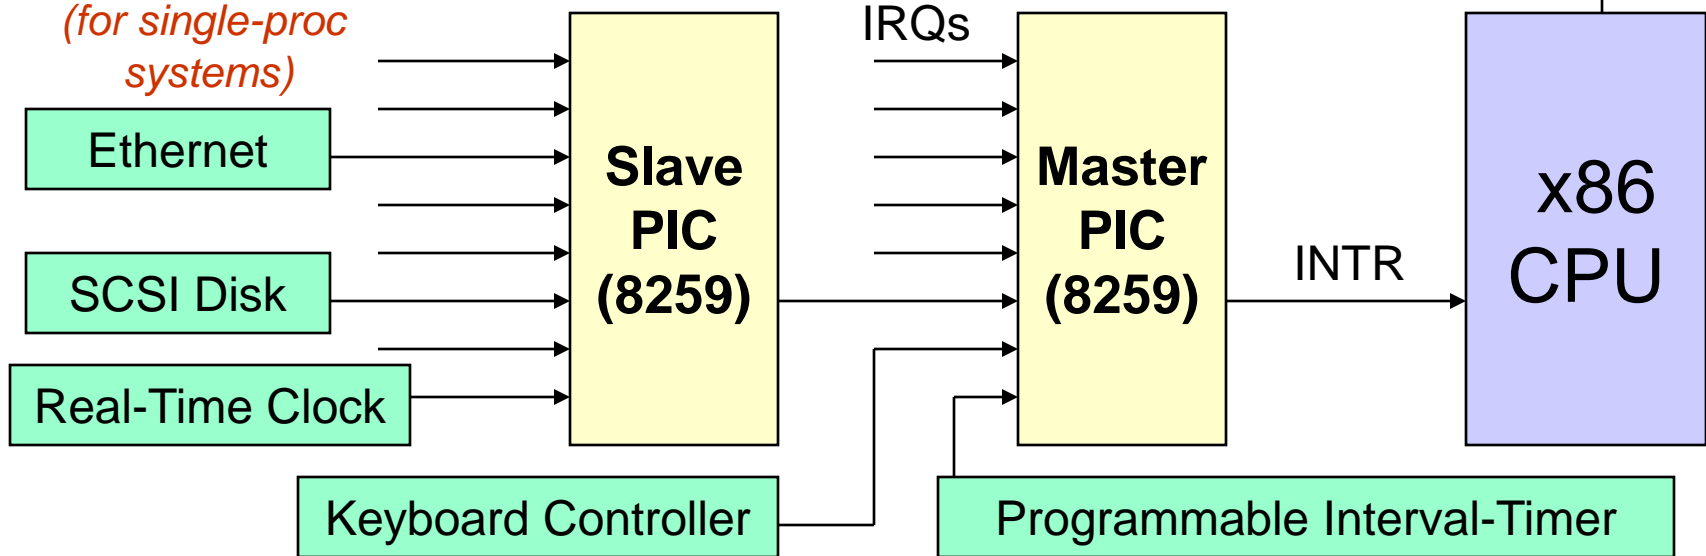 (for single-proc
systems)
IRQs
Ethernet
SCSI Disk
Real-Time Clock
Keyboard Controller
Slave
PIC
(8259)
Master
PIC
(8259)
INTR
x86
CPU
Programmable Interval-Timer